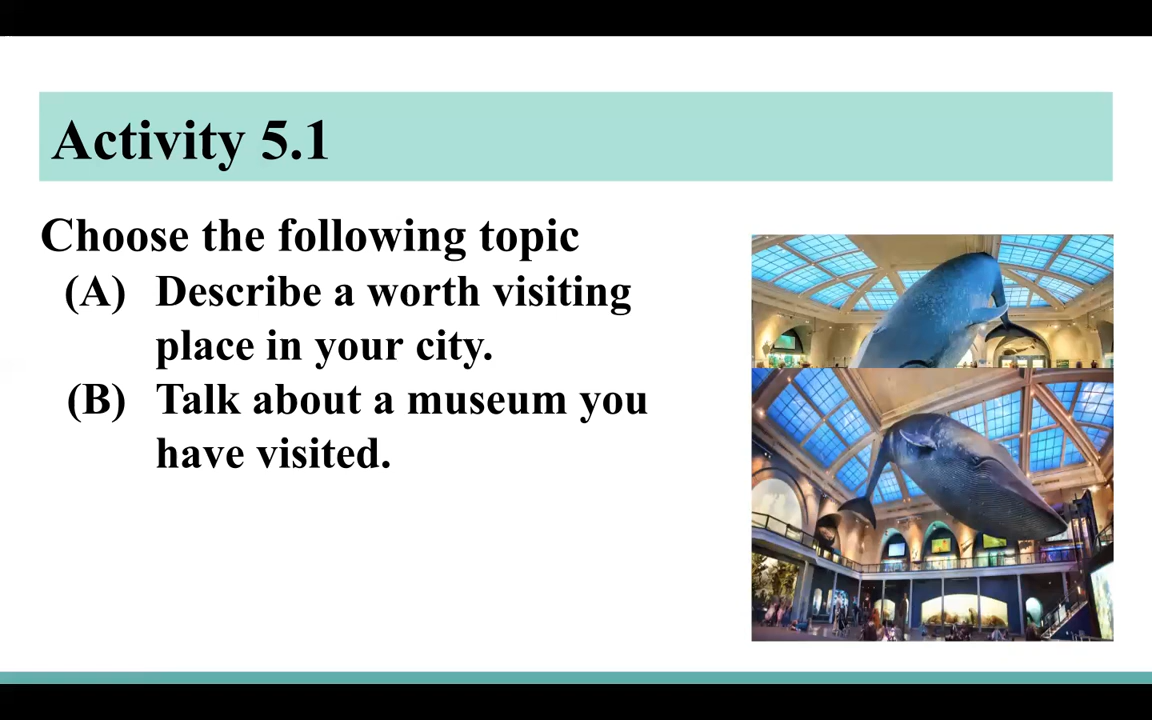 Activity 5.1
Choose the following topic
(A) Describe a worth visiting
place in your city.
(B) Talk about a museum you
have visited.